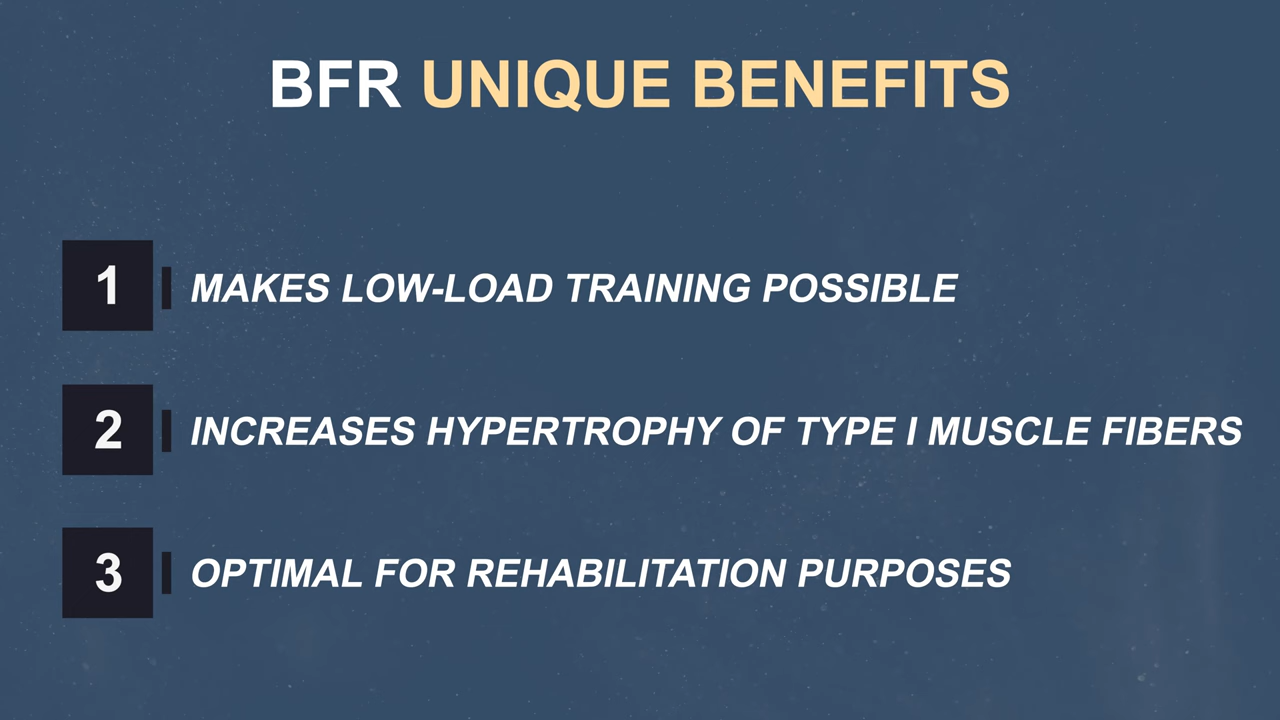 BFR UNIQUE BENEFITS
1 MAKES LOW-LOAD TRAINING POSSIBLE
2 INCREASES HYPERTROPHY OF TYPE I MUSCLE FIBERS
3 OPTIMAL FOR REHABILITATION PURPOSES